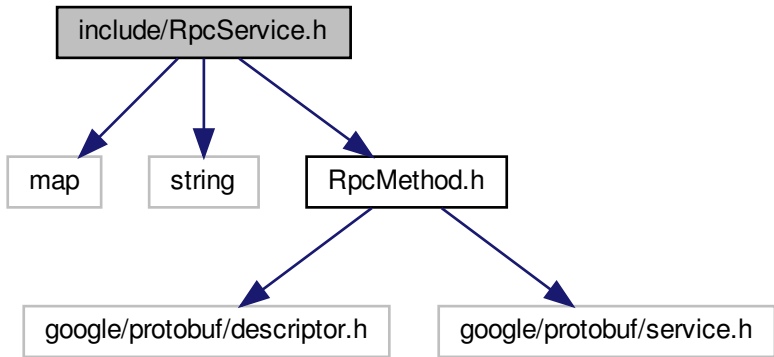 include/RpcService.h
map
string
RpcMethod.h
google/protobuf/descriptor.h
google/protobuf/service.h